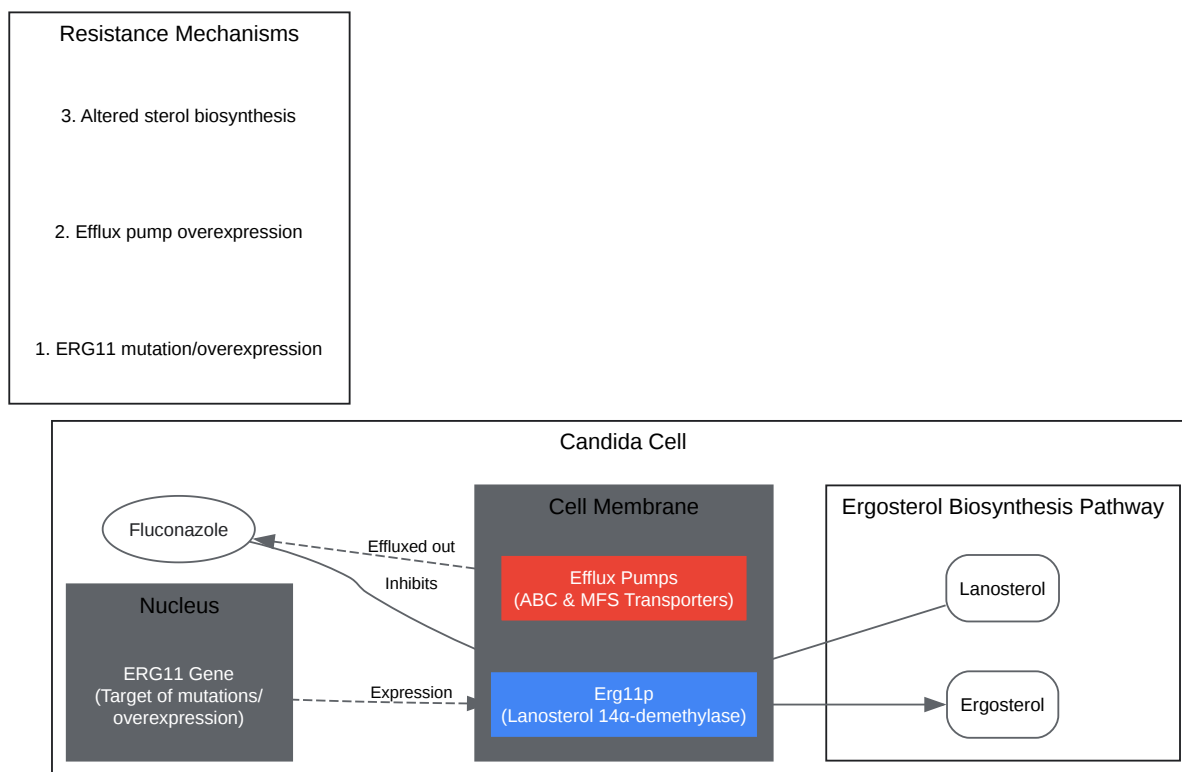 Resistance Mechanisms
3. Altered sterol biosynthesis
2. Efflux pump overexpression
1. ERG11 mutation/overexpression
Candida Cell
Fluconazole
Effluxed out
Inhibits
Nucleus
ERG11 Gene
(Target of mutations/
overexpression)
Expression
Cell Membrane
Efflux Pumps
(ABC & MFS Transporters)
Erg11p
(Lanosterol 14α-demethylase)
Ergosterol Biosynthesis Pathway
Lanosterol
Ergosterol